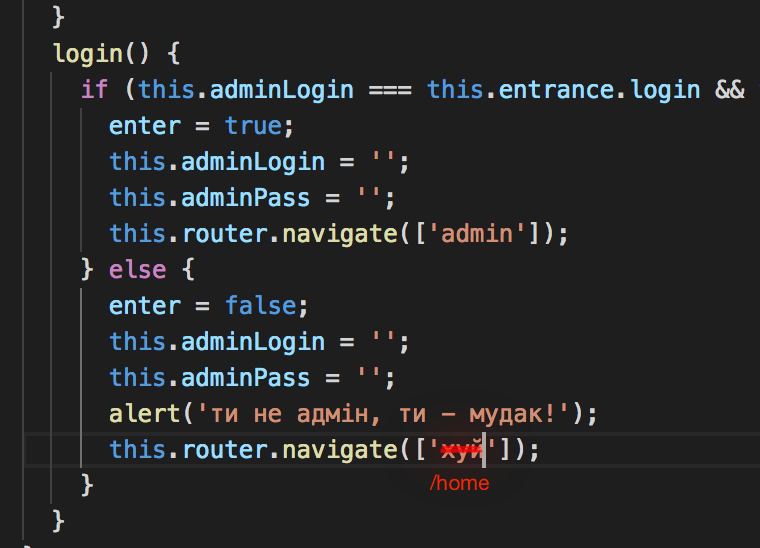 }
login() {
if (this.adminLogin === this.entrance.login &&
enter = true;
this.adminLogin = '';
this.adminPass = '';
this.router.navigate(['admin']);
} else {
enter = false;
this.adminLogin = '';
this.adminPass = '';
alert('ти не адмін, ти - мудак!');
this.router.navigate(['хуй']);
/home
}
}